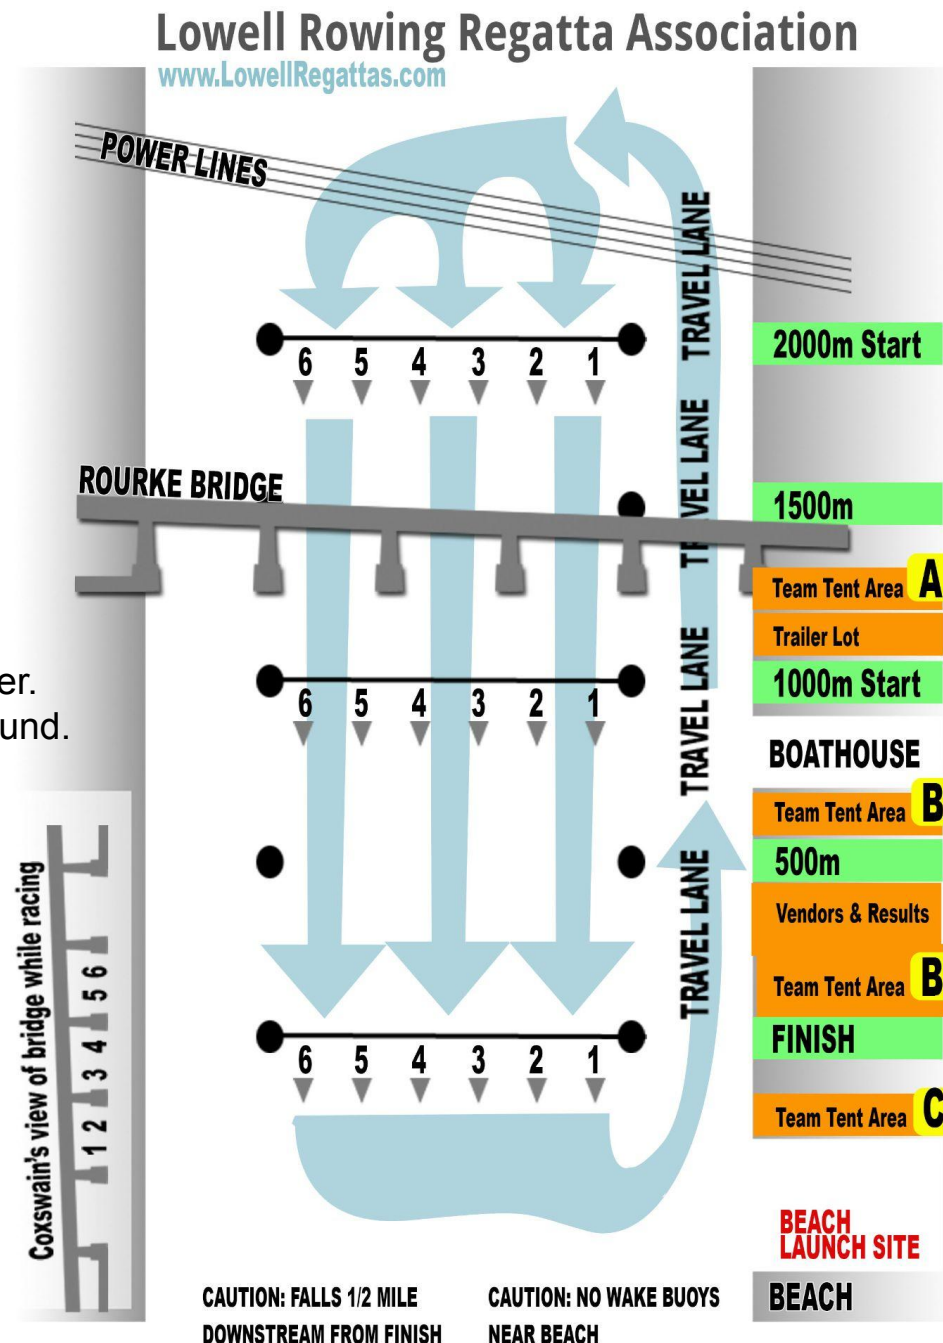 Lowell Rowing Regatta Association
www.LowellRegattas.com
POWER LINES
TRAVEL LANE
2000m Start
6 5 4 3 2 1
ROURKE BRIDGE
TRAVEL LANE
1500m
Team Tent Area A
Trailer Lot
er.
und.
1000m Start
6 5 4 3 2 1
TRAVEL LANE
BOATHOUSE
Team Tent Area B
500m
Vendors & Results
TRAVEL LANE
Team Tent Area B
FINISH
6 5 4 3 2 1
Team Tent Area C
Coxswain's view of bridge while racing
1 2 3 4 5 6
BEACH
LAUNCH SITE
BEACH
CAUTION: FALLS 1/2 MILE
DOWNSTREAM FROM FINISH
CAUTION: NO WAKE BUOYS
NEAR BEACH